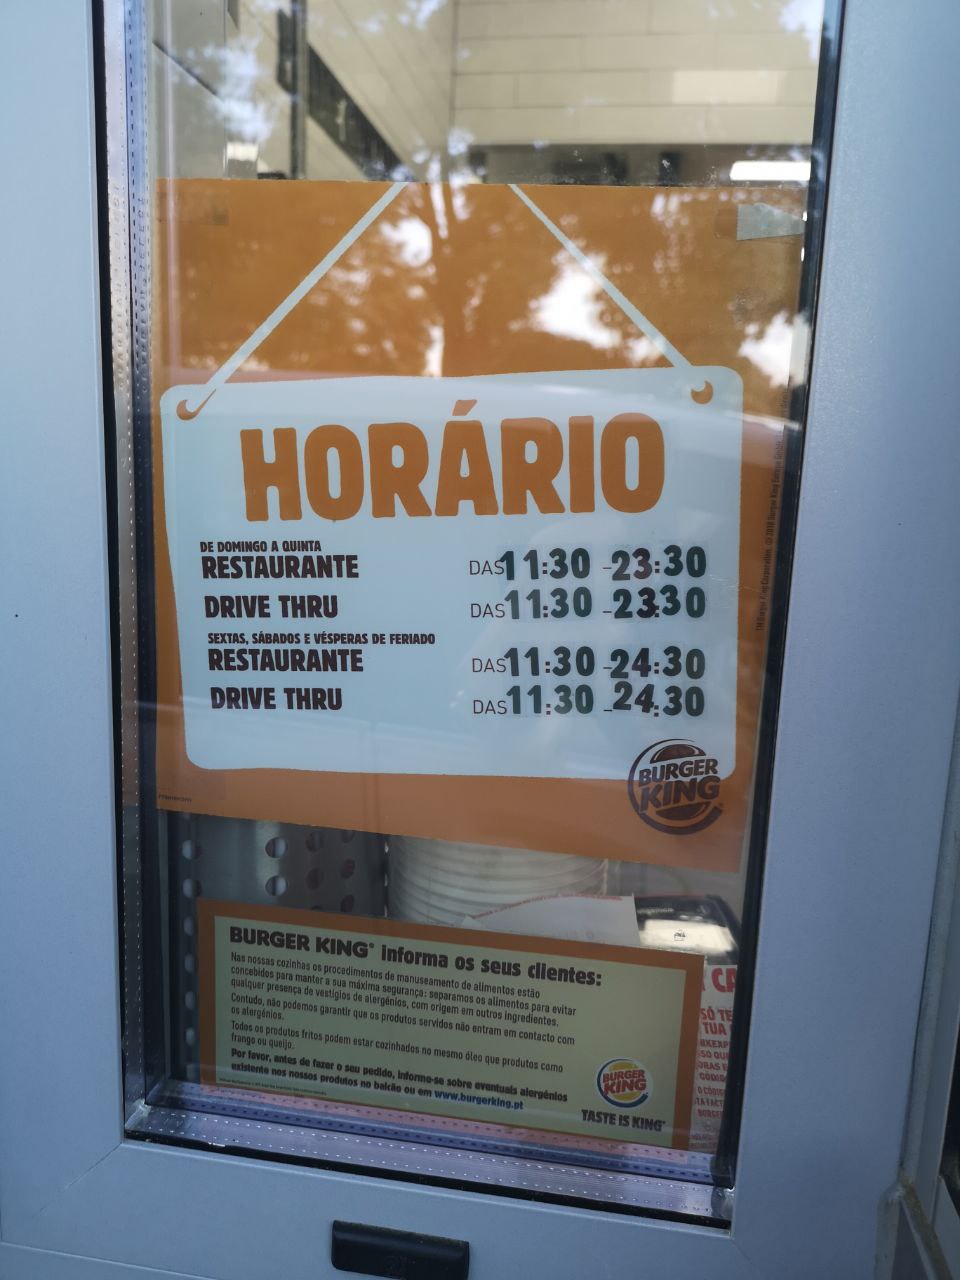 HORÁRIO
DE DOMINGO A QUINTA
RESTAURANTE DAS 11:30 - 23:30
DRIVE THRU DAS 11:30 - 23:30
SEXTAS, SÁBADOS E VÉSPERAS DE FERIADO
RESTAURANTE DAS 11:30 - 24:30
DRIVE THRU DAS 11:30 - 24:30
BURGER
KING
BURGER KING® informa os seus clientes:
Nas nossas cozinhas os procedimentos de manuseamento de alimentos estão
concebidos para manter a sua máxima segurança: separamos os alimentos para evitar
qualquer presença de vestígios de alergénios, com origem em outros ingredientes.
Contudo, não podemos garantir que os produtos servidos não entram em contacto com
os alergénios.
Todos os produtos fritos podem estar cozinhados no mesmo óleo que produtos como
frango ou queijo.
Por favor, antes de fazer o seu pedido, informe-se sobre eventuais alergénios
existente nos nossos produtos no balcão ou em www.burgerking.pt
BURGER
KING
TASTE IS KING
SÓ TE
TUA